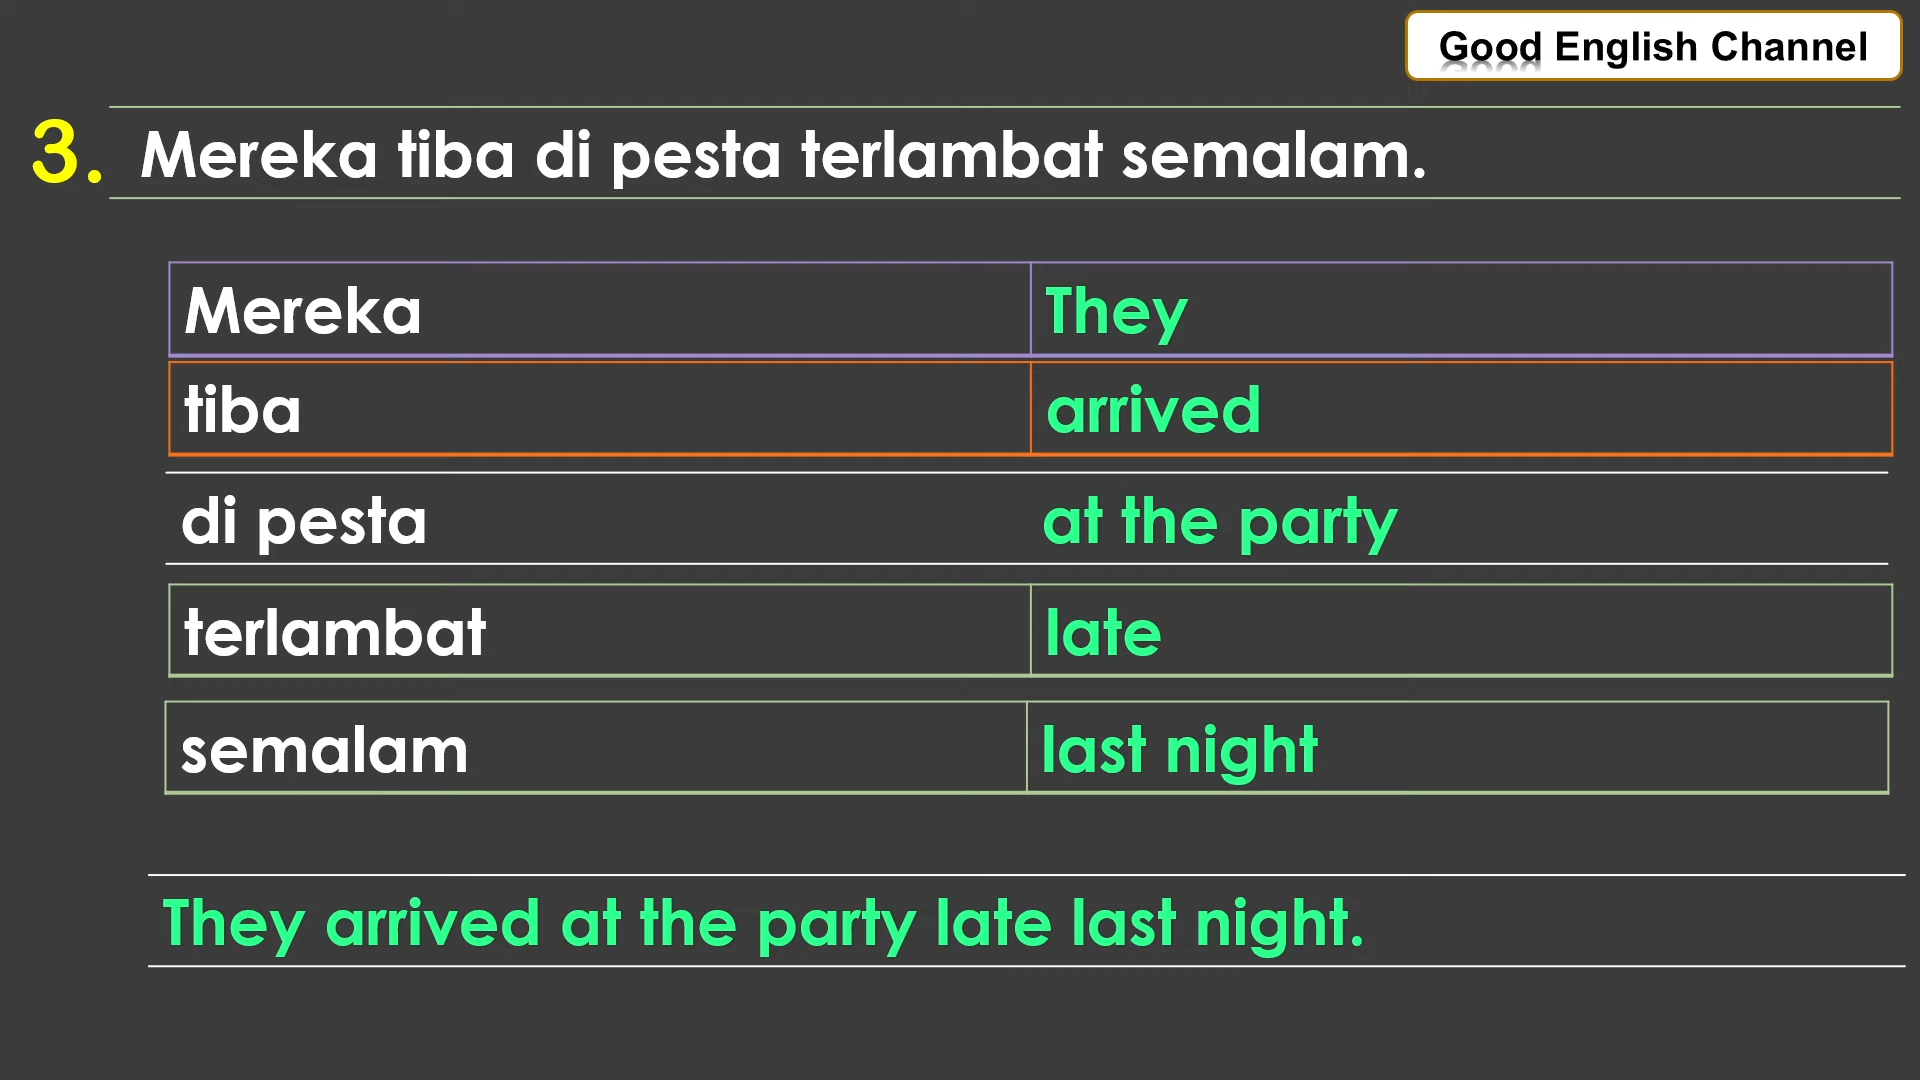 Good English Channel
3. Mereka tiba di pesta terlambat semalam.
Mereka They
tiba arrived
di pesta at the party
terlambat late
semalam last night
They arrived at the party late last night.